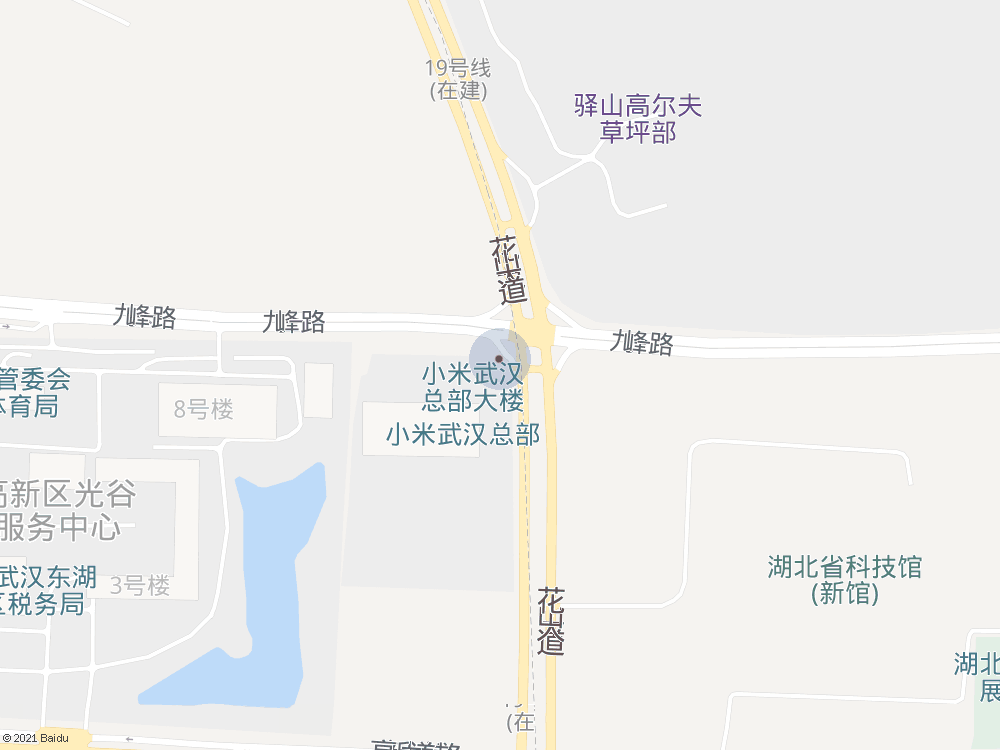 19号线
(在建)
驿山高尔夫
草坪部
花山大道
九峰路
九峰路
九峰路
管委会
体育局
8号楼
小米武汉
总部大楼
小米武汉总部
高新区光谷
服务中心
武汉东湖
区税务局
3号楼
湖北省科技馆
(新馆)
花山大道
湖北
展
(在
© 2021 Baidu